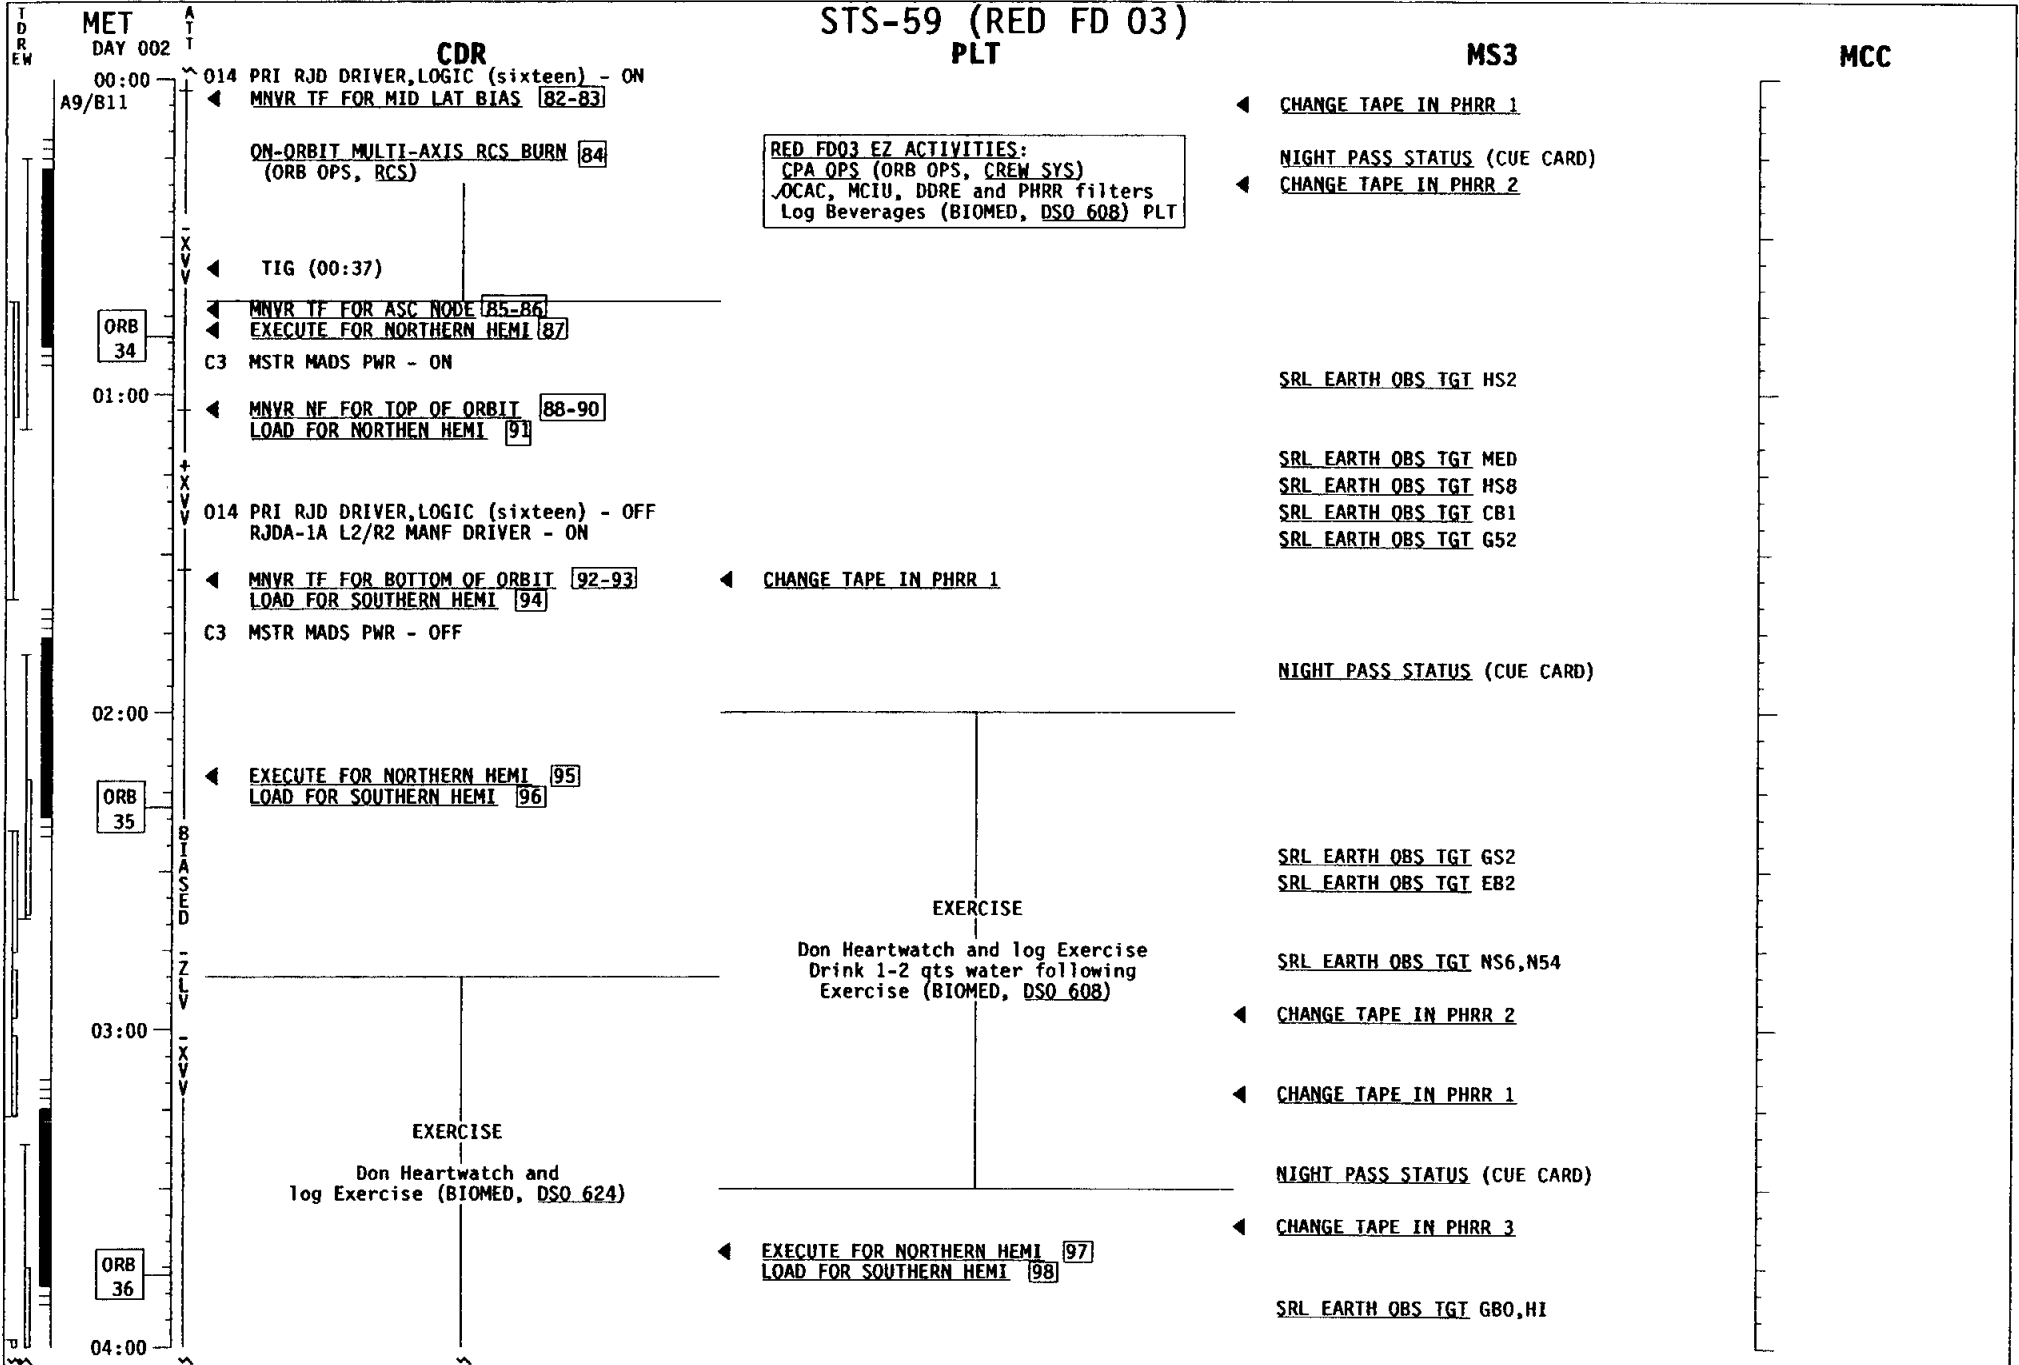 STS-59 (RED FD 03)
TDRE W
MET
DAY 002
ATT
CDR
PLT
MS3
MCC
00:00
A9/B11
014 PRI RJD DRIVER,LOGIC (sixteen) - ON
MNVR TF FOR MID LAT BIAS 82-83
ON-ORBIT MULTI-AXIS RCS BURN 84
(ORB OPS, RCS)
TIG (00:37)
-XVV
MNVR TF FOR ASC NODE 85-86
EXECUTE FOR NORTHERN HEMI 87
ORB
34
C3 MSTR MADS PWR - ON
01:00
MNVR NF FOR TOP OF ORBIT 88-90
LOAD FOR NORTHEN HEMI 91
+XVV
014 PRI RJD DRIVER,LOGIC (sixteen) - OFF
RJDA-1A L2/R2 MANF DRIVER - ON
MNVR TF FOR BOTTOM OF ORBIT 92-93
LOAD FOR SOUTHERN HEMI 94
C3 MSTR MADS PWR - OFF
02:00
EXECUTE FOR NORTHERN HEMI 95
LOAD FOR SOUTHERN HEMI 96
ORB
35
BIASED -ZLV -XVV
03:00
EXERCISE
Don Heartwatch and
log Exercise (BIOMED, DSO 624)
ORB
36
04:00
RED FD03 EZ ACTIVITIES:
CPA OPS (ORB OPS, CREW SYS)
✓OCAC, MCIU, DDRE and PHRR filters
Log Beverages (BIOMED, DSO 608) PLT
CHANGE TAPE IN PHRR 1
EXERCISE
Don Heartwatch and log Exercise
Drink 1-2 qts water following
Exercise (BIOMED, DSO 608)
EXECUTE FOR NORTHERN HEMI 97
LOAD FOR SOUTHERN HEMI 98
CHANGE TAPE IN PHRR 1
NIGHT PASS STATUS (CUE CARD)
CHANGE TAPE IN PHRR 2
SRL EARTH OBS TGT HS2
SRL EARTH OBS TGT MED
SRL EARTH OBS TGT HS8
SRL EARTH OBS TGT CB1
SRL EARTH OBS TGT G52
NIGHT PASS STATUS (CUE CARD)
SRL EARTH OBS TGT GS2
SRL EARTH OBS TGT EB2
SRL EARTH OBS TGT NS6,N54
CHANGE TAPE IN PHRR 2
CHANGE TAPE IN PHRR 1
NIGHT PASS STATUS (CUE CARD)
CHANGE TAPE IN PHRR 3
SRL EARTH OBS TGT GBO,HI